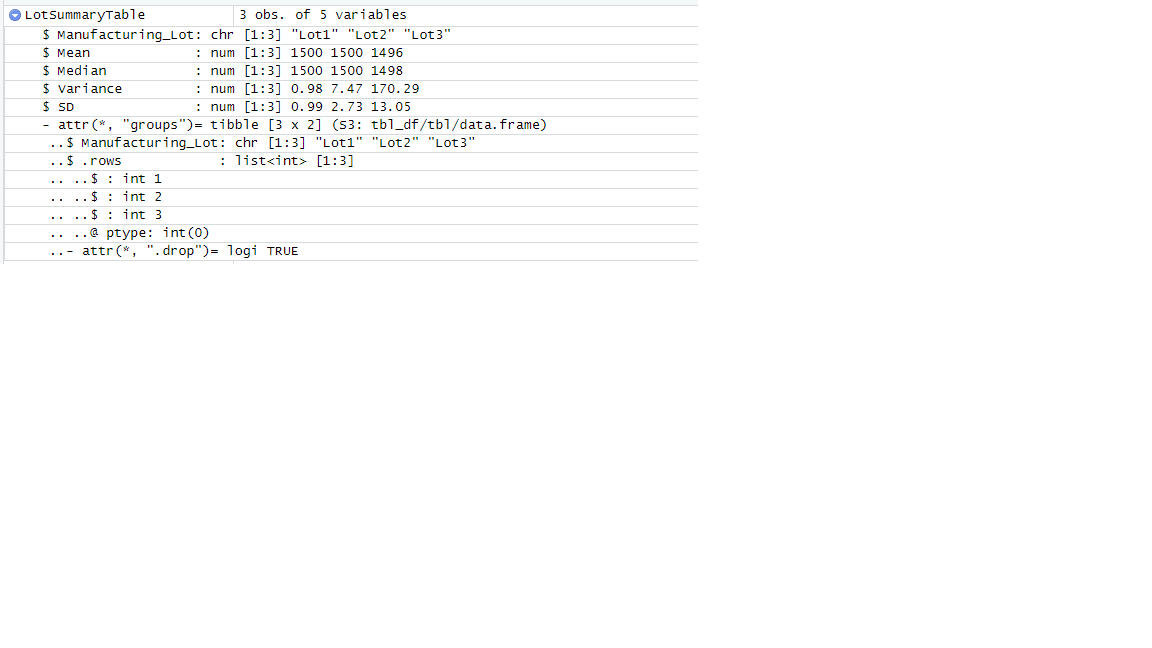 LotSummaryTable 3 obs. of 5 variables
$ Manufacturing_Lot: chr [1:3] "Lot1" "Lot2" "Lot3"
$ Mean : num [1:3] 1500 1500 1496
$ Median : num [1:3] 1500 1500 1498
$ Variance : num [1:3] 0.98 7.47 170.29
$ SD : num [1:3] 0.99 2.73 13.05
- attr(*, "groups")= tibble [3 x 2] (S3: tbl_df/tbl/data.frame)
..$ Manufacturing_Lot: chr [1:3] "Lot1" "Lot2" "Lot3"
..$ .rows : list<int> [1:3]
.. ..$ : int 1
.. ..$ : int 2
.. ..$ : int 3
.. ..@ ptype: int(0)
..- attr(*, ".drop")= logi TRUE